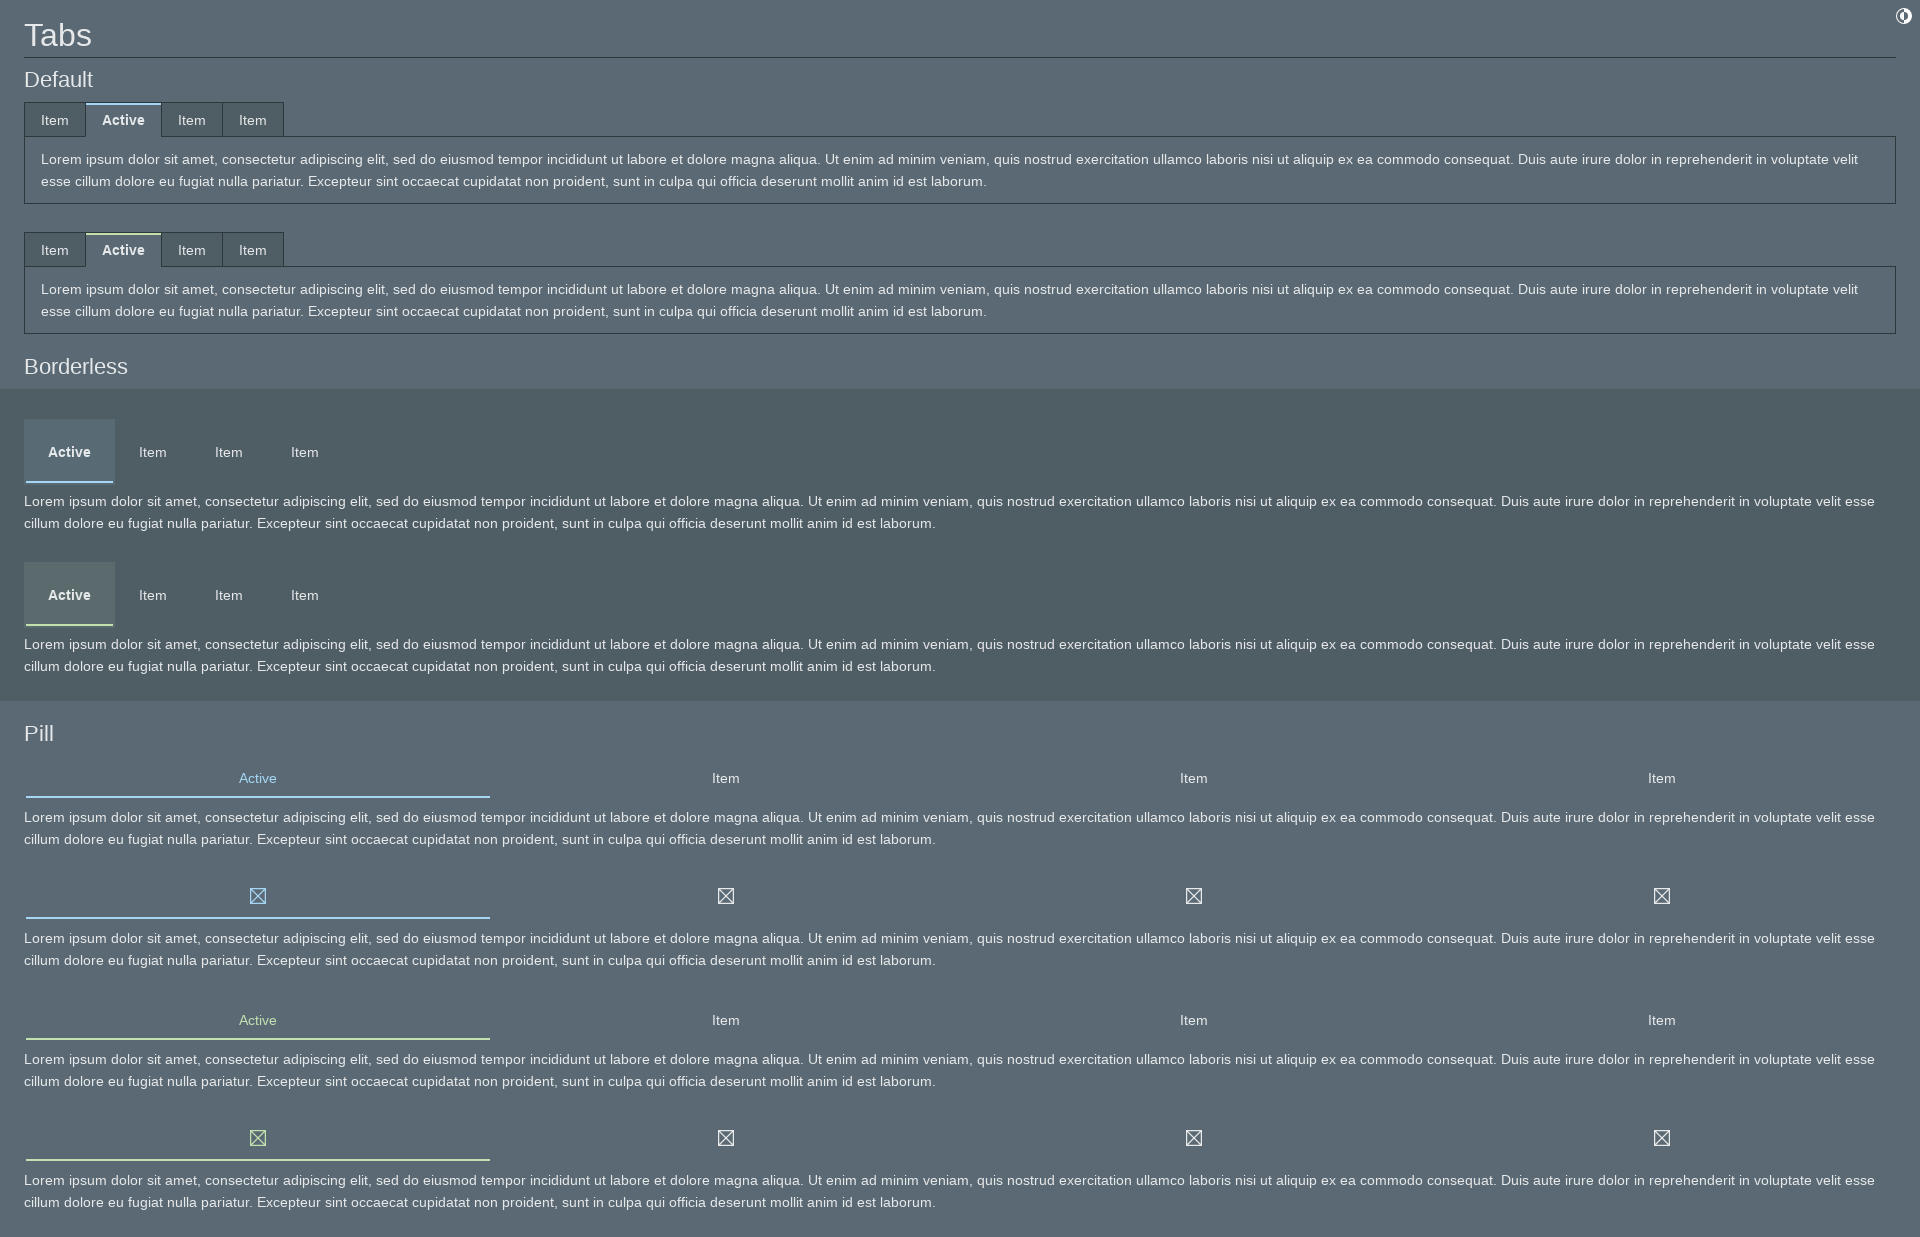 Tabs
Default
Item Active Item Item
Lorem ipsum dolor sit amet, consectetur adipiscing elit, sed do eiusmod tempor incididunt ut labore et dolore magna aliqua. Ut enim ad minim veniam, quis nostrud exercitation ullamco laboris nisi ut aliquip ex ea commodo consequat. Duis aute irure dolor in reprehenderit in voluptate velit
esse cillum dolore eu fugiat nulla pariatur. Excepteur sint occaecat cupidatat non proident, sunt in culpa qui officia deserunt mollit anim id est laborum.
Item Active Item Item
Lorem ipsum dolor sit amet, consectetur adipiscing elit, sed do eiusmod tempor incididunt ut labore et dolore magna aliqua. Ut enim ad minim veniam, quis nostrud exercitation ullamco laboris nisi ut aliquip ex ea commodo consequat. Duis aute irure dolor in reprehenderit in voluptate velit
esse cillum dolore eu fugiat nulla pariatur. Excepteur sint occaecat cupidatat non proident, sunt in culpa qui officia deserunt mollit anim id est laborum.
Borderless
Active Item Item Item
Lorem ipsum dolor sit amet, consectetur adipiscing elit, sed do eiusmod tempor incididunt ut labore et dolore magna aliqua. Ut enim ad minim veniam, quis nostrud exercitation ullamco laboris nisi ut aliquip ex ea commodo consequat. Duis aute irure dolor in reprehenderit in voluptate velit esse
cillum dolore eu fugiat nulla pariatur. Excepteur sint occaecat cupidatat non proident, sunt in culpa qui officia deserunt mollit anim id est laborum.
Active Item Item Item
Lorem ipsum dolor sit amet, consectetur adipiscing elit, sed do eiusmod tempor incididunt ut labore et dolore magna aliqua. Ut enim ad minim veniam, quis nostrud exercitation ullamco laboris nisi ut aliquip ex ea commodo consequat. Duis aute irure dolor in reprehenderit in voluptate velit esse
cillum dolore eu fugiat nulla pariatur. Excepteur sint occaecat cupidatat non proident, sunt in culpa qui officia deserunt mollit anim id est laborum.
Pill
Active Item Item Item
Lorem ipsum dolor sit amet, consectetur adipiscing elit, sed do eiusmod tempor incididunt ut labore et dolore magna aliqua. Ut enim ad minim veniam, quis nostrud exercitation ullamco laboris nisi ut aliquip ex ea commodo consequat. Duis aute irure dolor in reprehenderit in voluptate velit esse
cillum dolore eu fugiat nulla pariatur. Excepteur sint occaecat cupidatat non proident, sunt in culpa qui officia deserunt mollit anim id est laborum.
Lorem ipsum dolor sit amet, consectetur adipiscing elit, sed do eiusmod tempor incididunt ut labore et dolore magna aliqua. Ut enim ad minim veniam, quis nostrud exercitation ullamco laboris nisi ut aliquip ex ea commodo consequat. Duis aute irure dolor in reprehenderit in voluptate velit esse
cillum dolore eu fugiat nulla pariatur. Excepteur sint occaecat cupidatat non proident, sunt in culpa qui officia deserunt mollit anim id est laborum.
Active Item Item Item
Lorem ipsum dolor sit amet, consectetur adipiscing elit, sed do eiusmod tempor incididunt ut labore et dolore magna aliqua. Ut enim ad minim veniam, quis nostrud exercitation ullamco laboris nisi ut aliquip ex ea commodo consequat. Duis aute irure dolor in reprehenderit in voluptate velit esse
cillum dolore eu fugiat nulla pariatur. Excepteur sint occaecat cupidatat non proident, sunt in culpa qui officia deserunt mollit anim id est laborum.
Lorem ipsum dolor sit amet, consectetur adipiscing elit, sed do eiusmod tempor incididunt ut labore et dolore magna aliqua. Ut enim ad minim veniam, quis nostrud exercitation ullamco laboris nisi ut aliquip ex ea commodo consequat. Duis aute irure dolor in reprehenderit in voluptate velit esse
cillum dolore eu fugiat nulla pariatur. Excepteur sint occaecat cupidatat non proident, sunt in culpa qui officia deserunt mollit anim id est laborum.